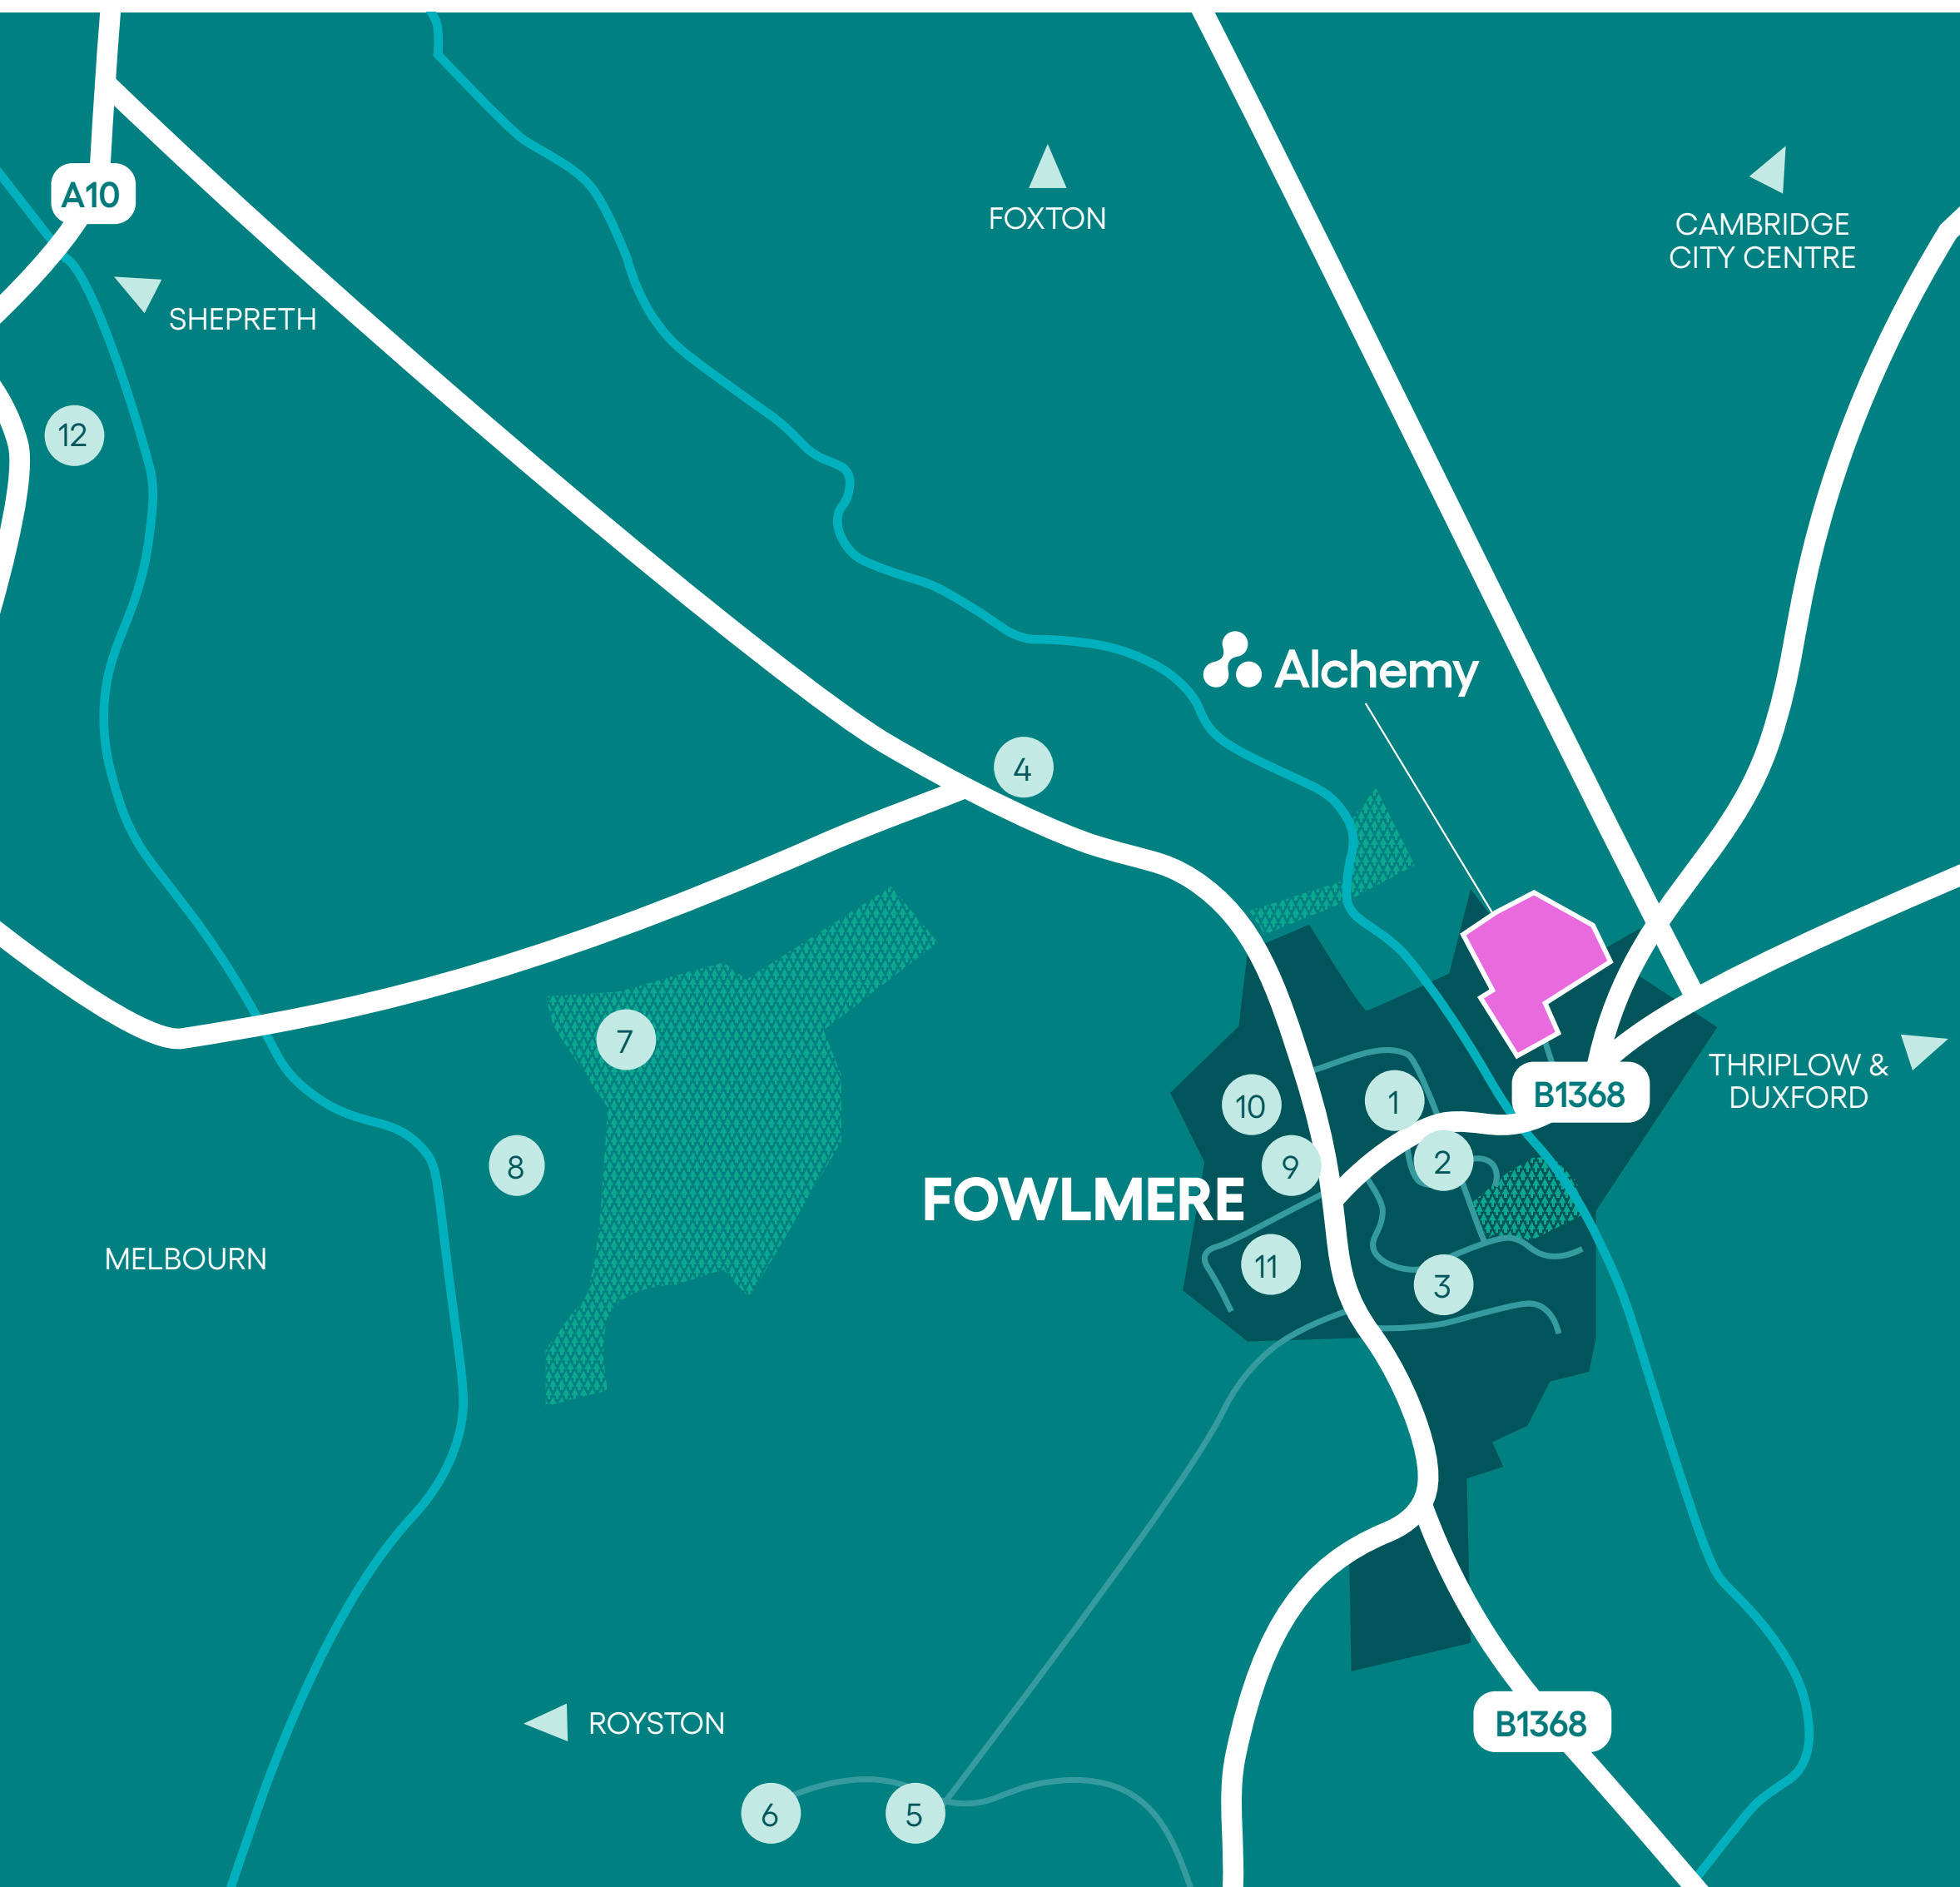 A10
FOXTON
CAMBRIDGE
CITY CENTRE
SHEPRETH
12
Alchemy
4
7
THRIPLOW &
DUXFORD
B1368
10
1
8
9
2
FOWLMERE
MELBOURN
11
3
ROYSTON
B1368
6
5